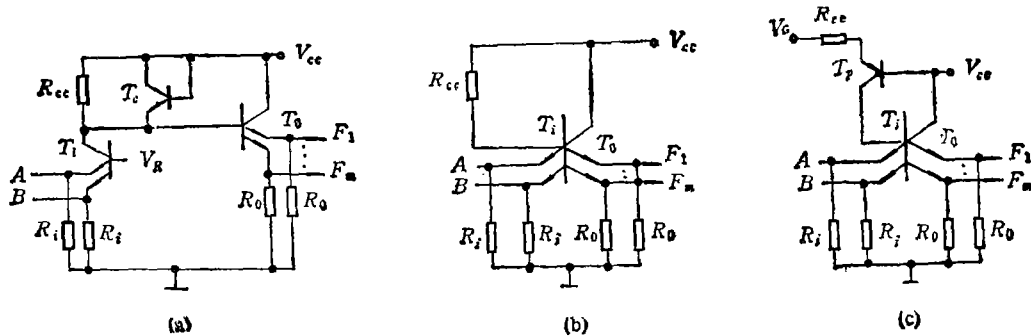 V_cc
R_cc
T_c
T_i
T_0
V_R
A
B
F_1
F_m
R_i
R_i
R_0
R_0
(a)
V_cc
R_cc
T_i
T_0
A
B
F_1
F_m
R_i
R_i
R_0
R_0
(b)
V_G
R_ce
T_p
V_cc
T_i
T_0
A
B
F_1
F_m
R_i
R_i
R_0
R_0
(c)